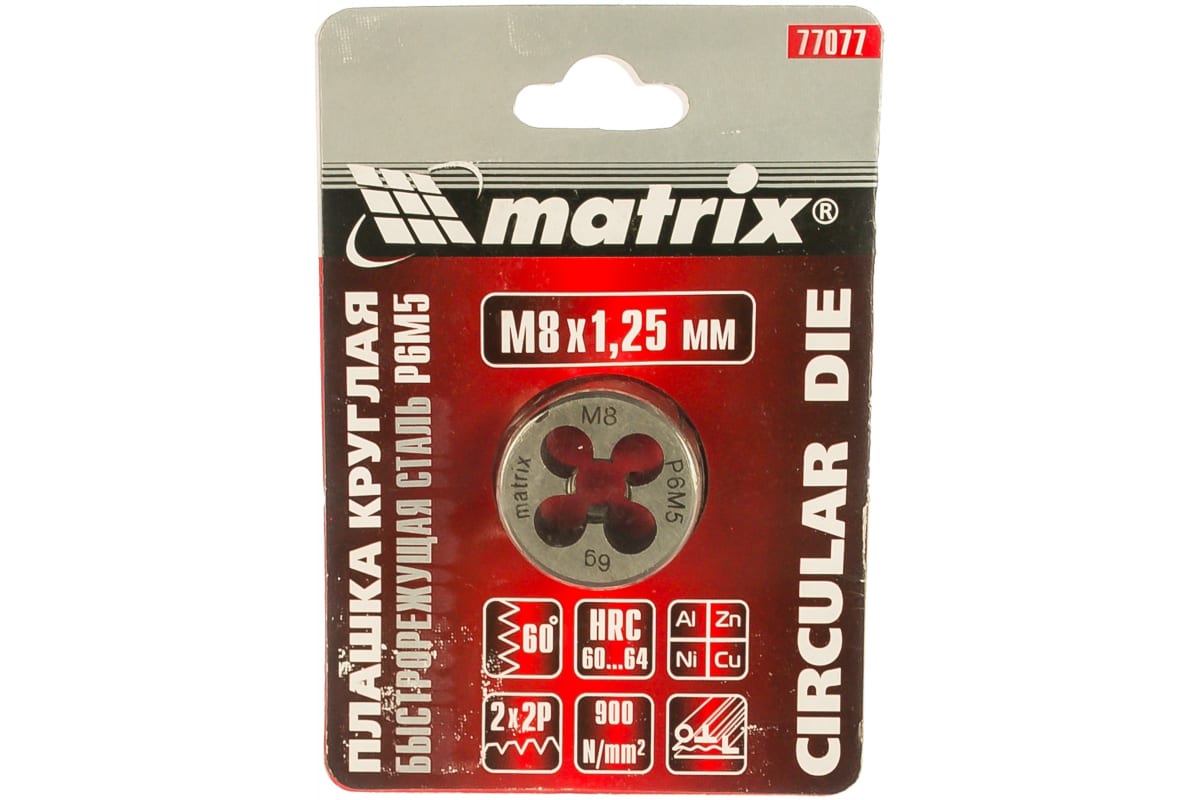 77077
matrix®
M8 x 1,25 мм
ПЛАШКА КРУГЛАЯ
БЫСТРОРЕЖУЩАЯ СТАЛЬ Р6М5
CIRCULAR DIE
M8
matrix
P6M5
6g
60°
HRC
60...64
Al Zn
Ni Cu
2x2P
900
N/mm²